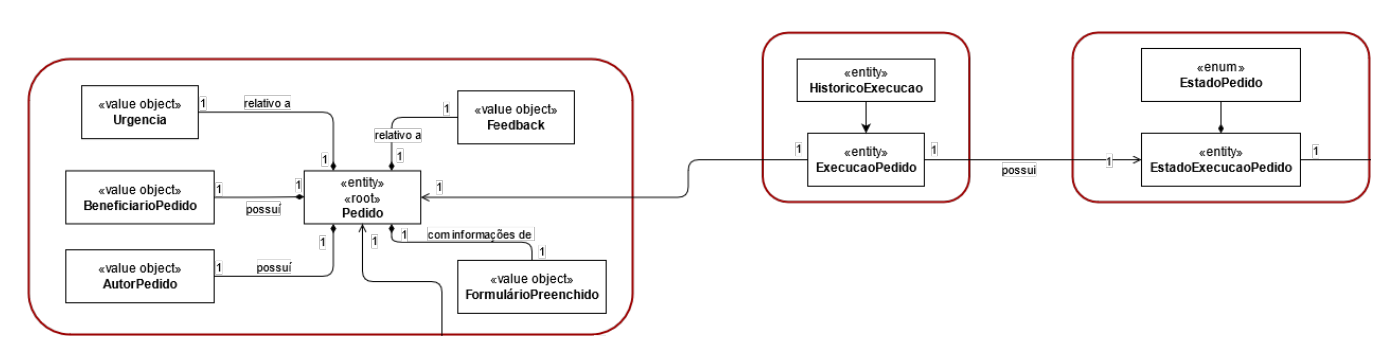 «value object»
Urgencia
1
relativo a
1
«value object»
Feedback
1
relativo a
1
«value object»
BeneficiarioPedido
1
possuí
1
«entity»
«root»
Pedido
1
«value object»
AutorPedido
1
possuí
1
1
1
com informações de
1
«value object»
FormulárioPreenchido
«entity»
HistoricoExecucao
1
«entity»
ExecucaoPedido
1
possui
1
«enum»
EstadoPedido
«entity»
EstadoExecucaoPedido
1